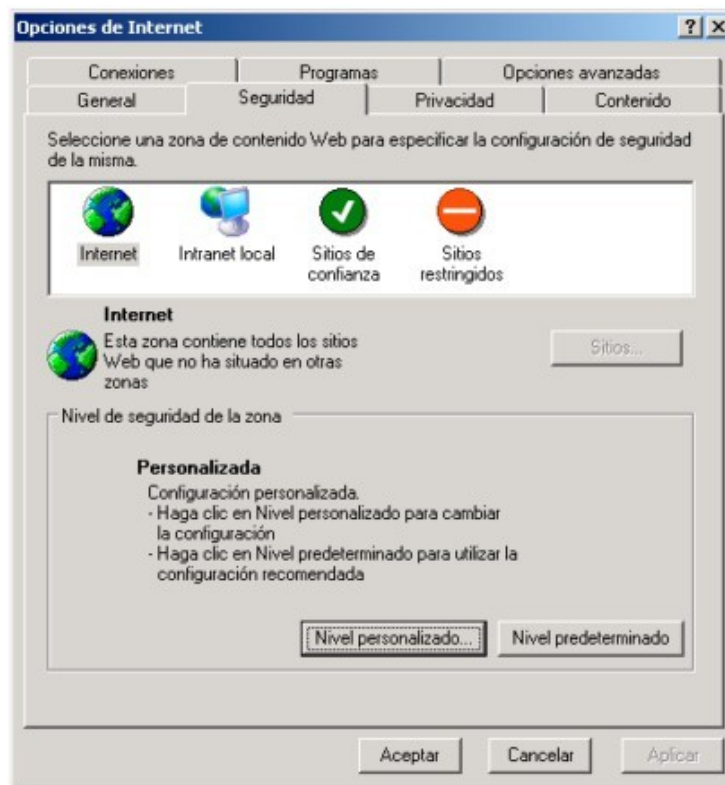 Opciones de Internet
Conexiones Programas Opciones avanzadas
General Seguridad Privacidad Contenido
Seleccione una zona de contenido Web para especificar la configuración de seguridad
de la misma.
Internet Intranet local Sitios de Sitios
confianza restringidos
Internet
Esta zona contiene todos los sitios
Web que no ha situado en otras
zonas
Sitios...
Nivel de seguridad de la zona
Personalizada
Configuración personalizada.
- Haga clic en Nivel personalizado para cambiar
la configuración
- Haga clic en Nivel predeterminado para utilizar la
configuración recomendada
Nivel personalizado... Nivel predeterminado
Aceptar Cancelar Aplicar